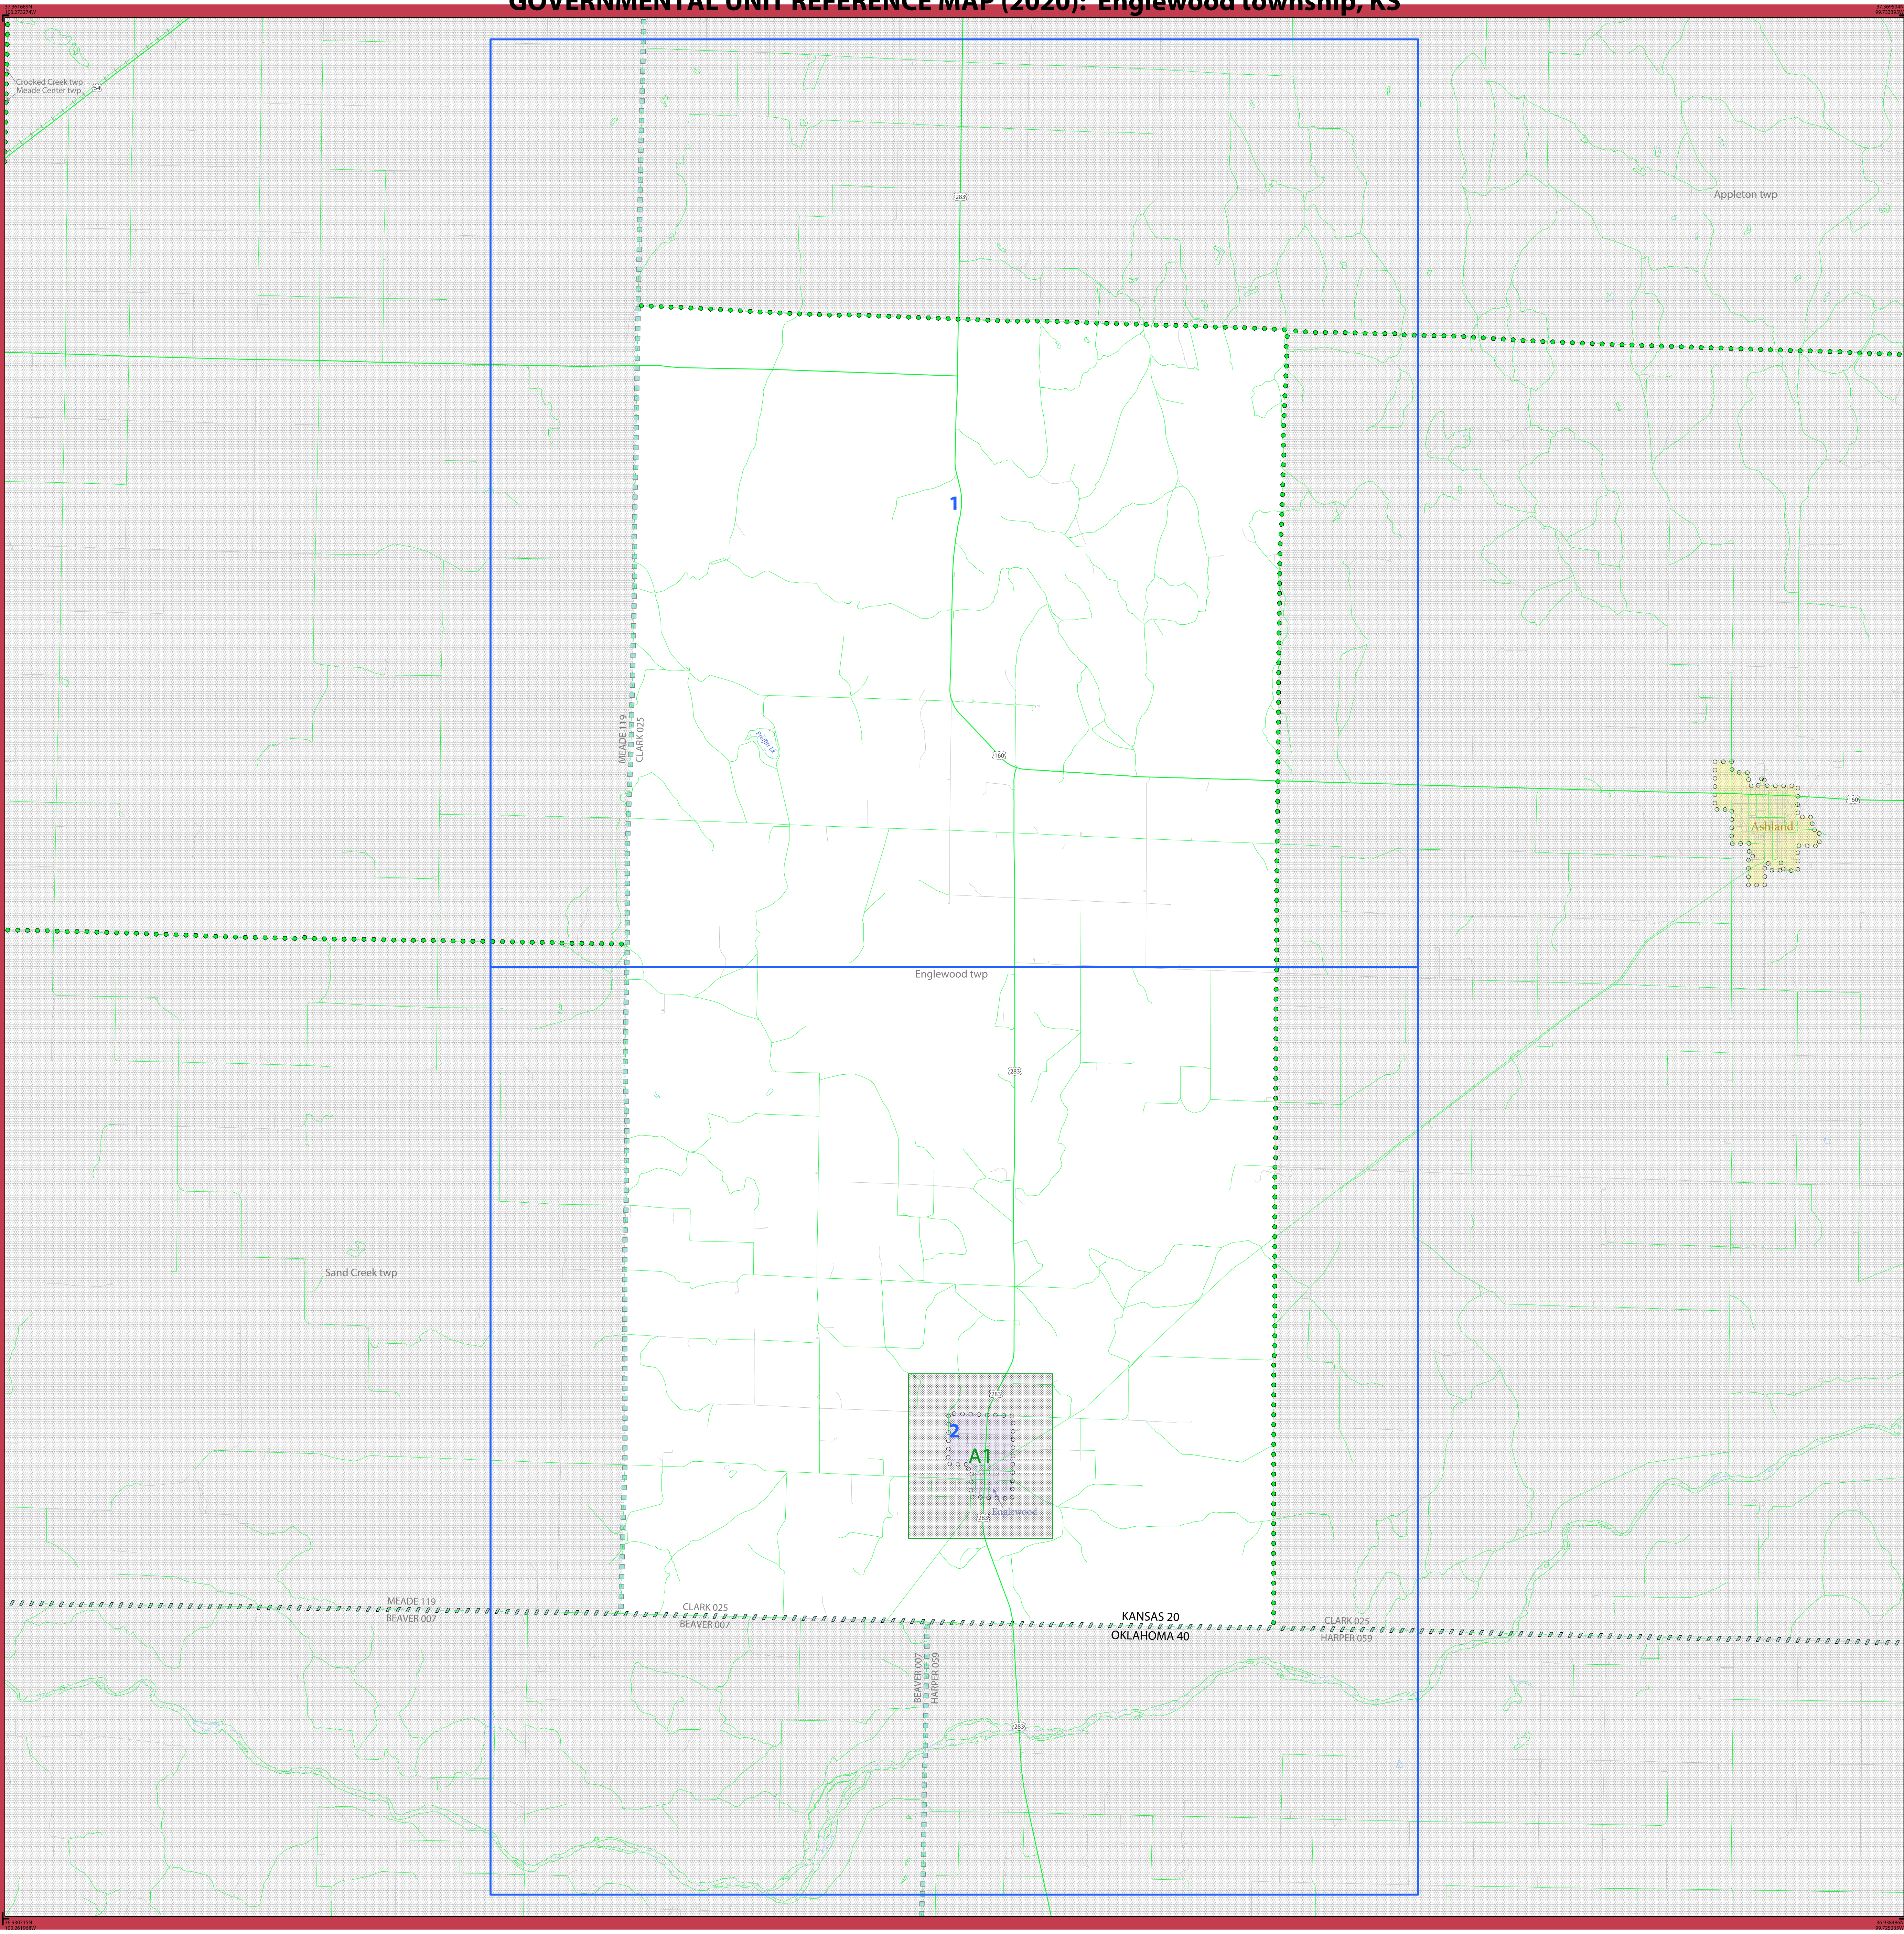 GOVERNMENTAL UNIT REFERENCE MAP (2020): Englewood township, KS
Crooked Creek twp
Meade Center twp
54
283
Appleton twp
1
MEADE 119
CLARK 025
Proffitt Lk
160
160
Ashland
Englewood twp
283
Sand Creek twp
283
2
A1
Englewood
283
MEADE 119
BEAVER 007
CLARK 025
BEAVER 007
KANSAS 20
OKLAHOMA 40
CLARK 025
HARPER 059
BEAVER 007
HARPER 059
283